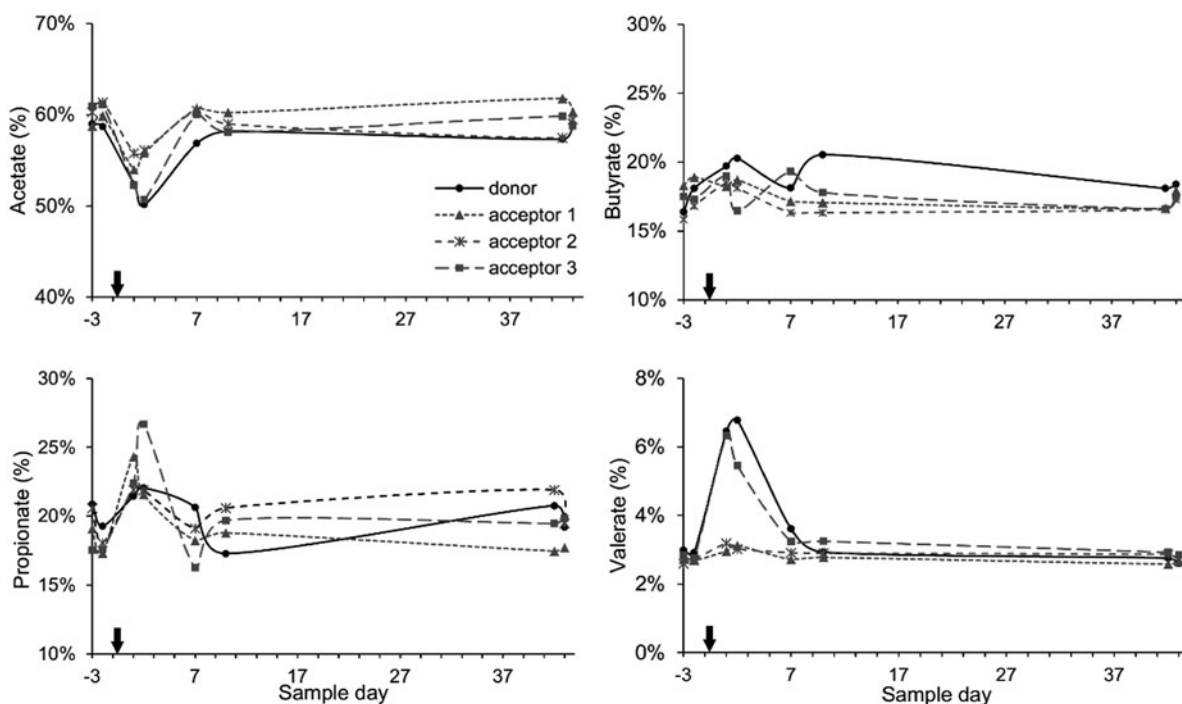 70%
60%
50%
40%
Acetate (%)
donor
acceptor 1
acceptor 2
acceptor 3
-3 7 17 27 37
30%
25%
20%
15%
10%
Butyrate (%)
-3 7 17 27 37
30%
25%
20%
15%
10%
Propionate (%)
-3 7 17 27 37
Sample day
8%
6%
4%
2%
0%
Valerate (%)
-3 7 17 27 37
Sample day